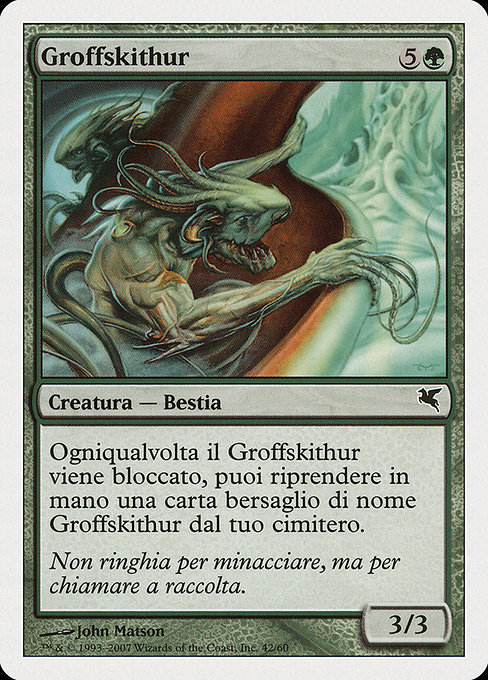 Groffskithur 5
Creatura — Bestia
Ogniqualvolta il Groffskithur
viene bloccato, puoi riprendere in
mano una carta bersaglio di nome
Groffskithur dal tuo cimitero.
Non ringhia per minacciare, ma per
chiamare a raccolta.
3/3
John Matson
™ & © 1993–2007 Wizards of the Coast, Inc. 42/60